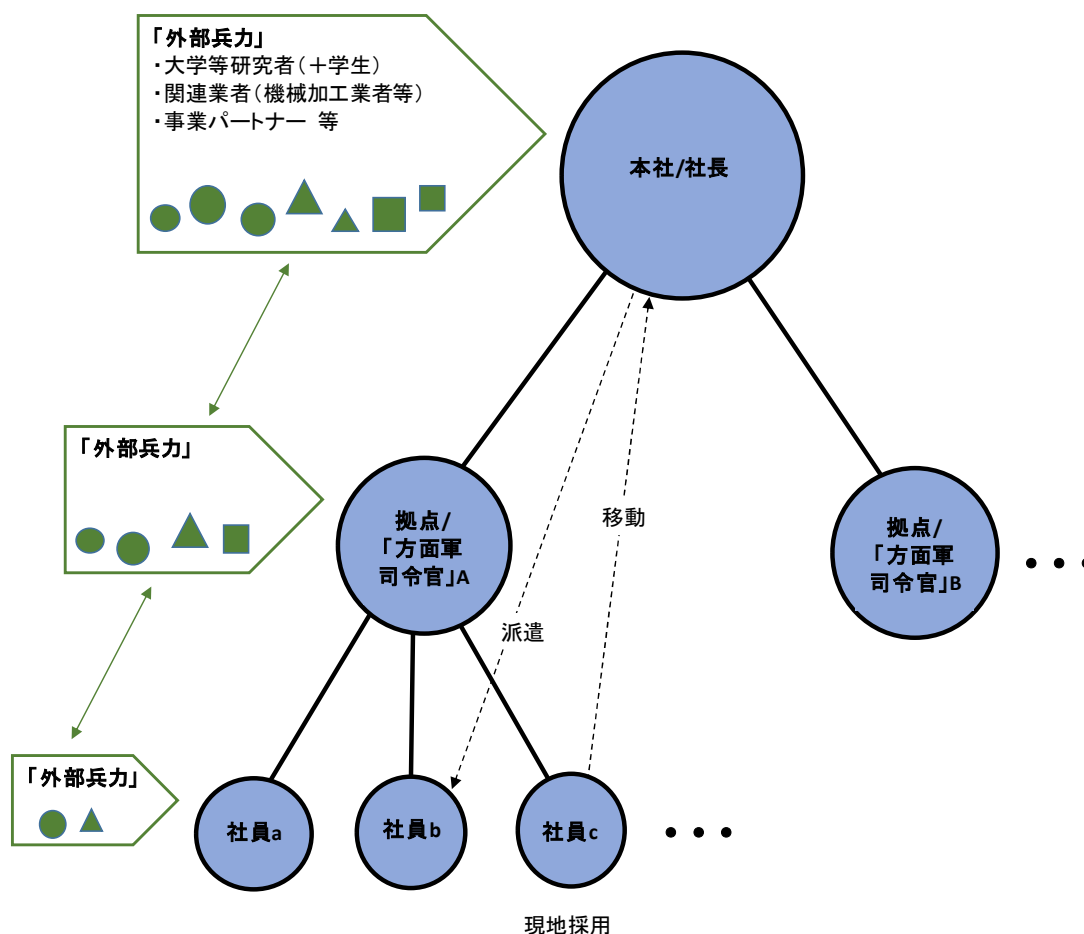 「外部兵力」
・大学等研究者(+学生)
・関連業者(機械加工業者等)
・事業パートナー 等
本社/社長
「外部兵力」
拠点/
「方面軍
司令官」A
移動
拠点/
「方面軍
司令官」B
・・・
派遣
「外部兵力」
社員a
社員b
社員c
・・・
現地採用